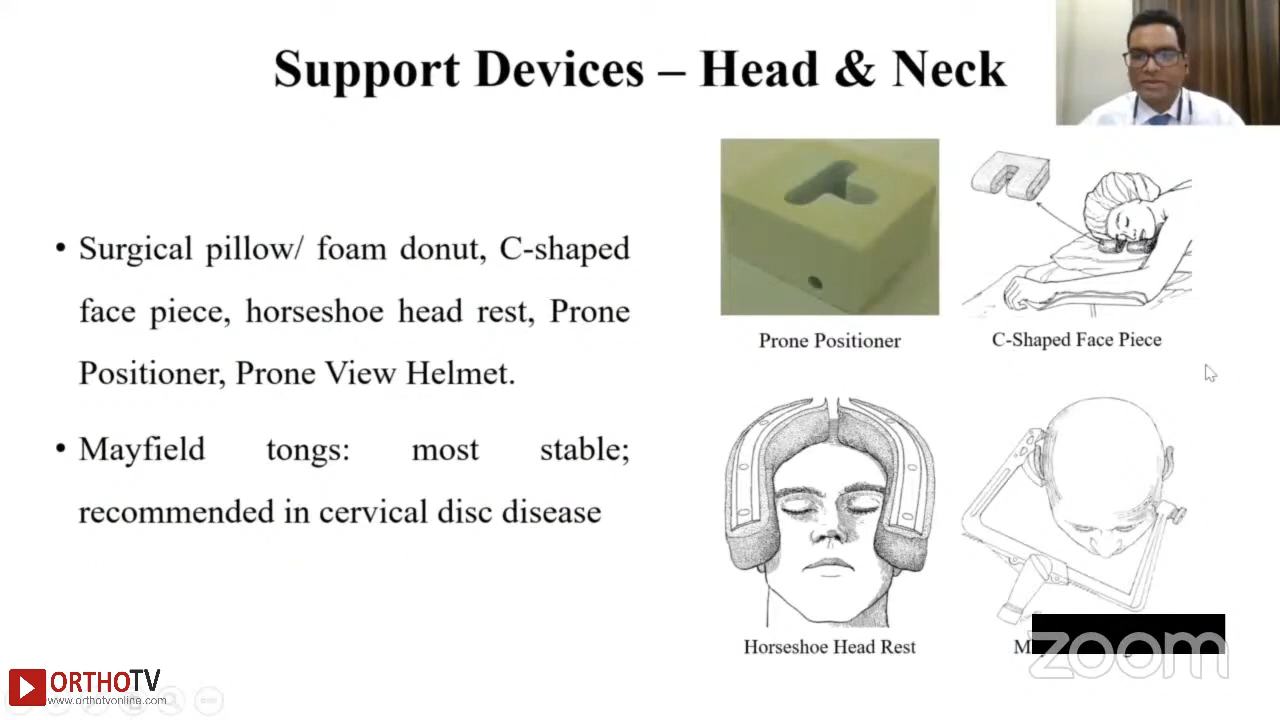 Support Devices – Head & Neck
• Surgical pillow/ foam donut, C-shaped
face piece, horseshoe head rest, Prone
Positioner, Prone View Helmet.
• Mayfield tongs: most stable;
recommended in cervical disc disease
Prone Positioner
C-Shaped Face Piece
Horseshoe Head Rest
zoom
ORTHOTV
www.orthotvonline.com